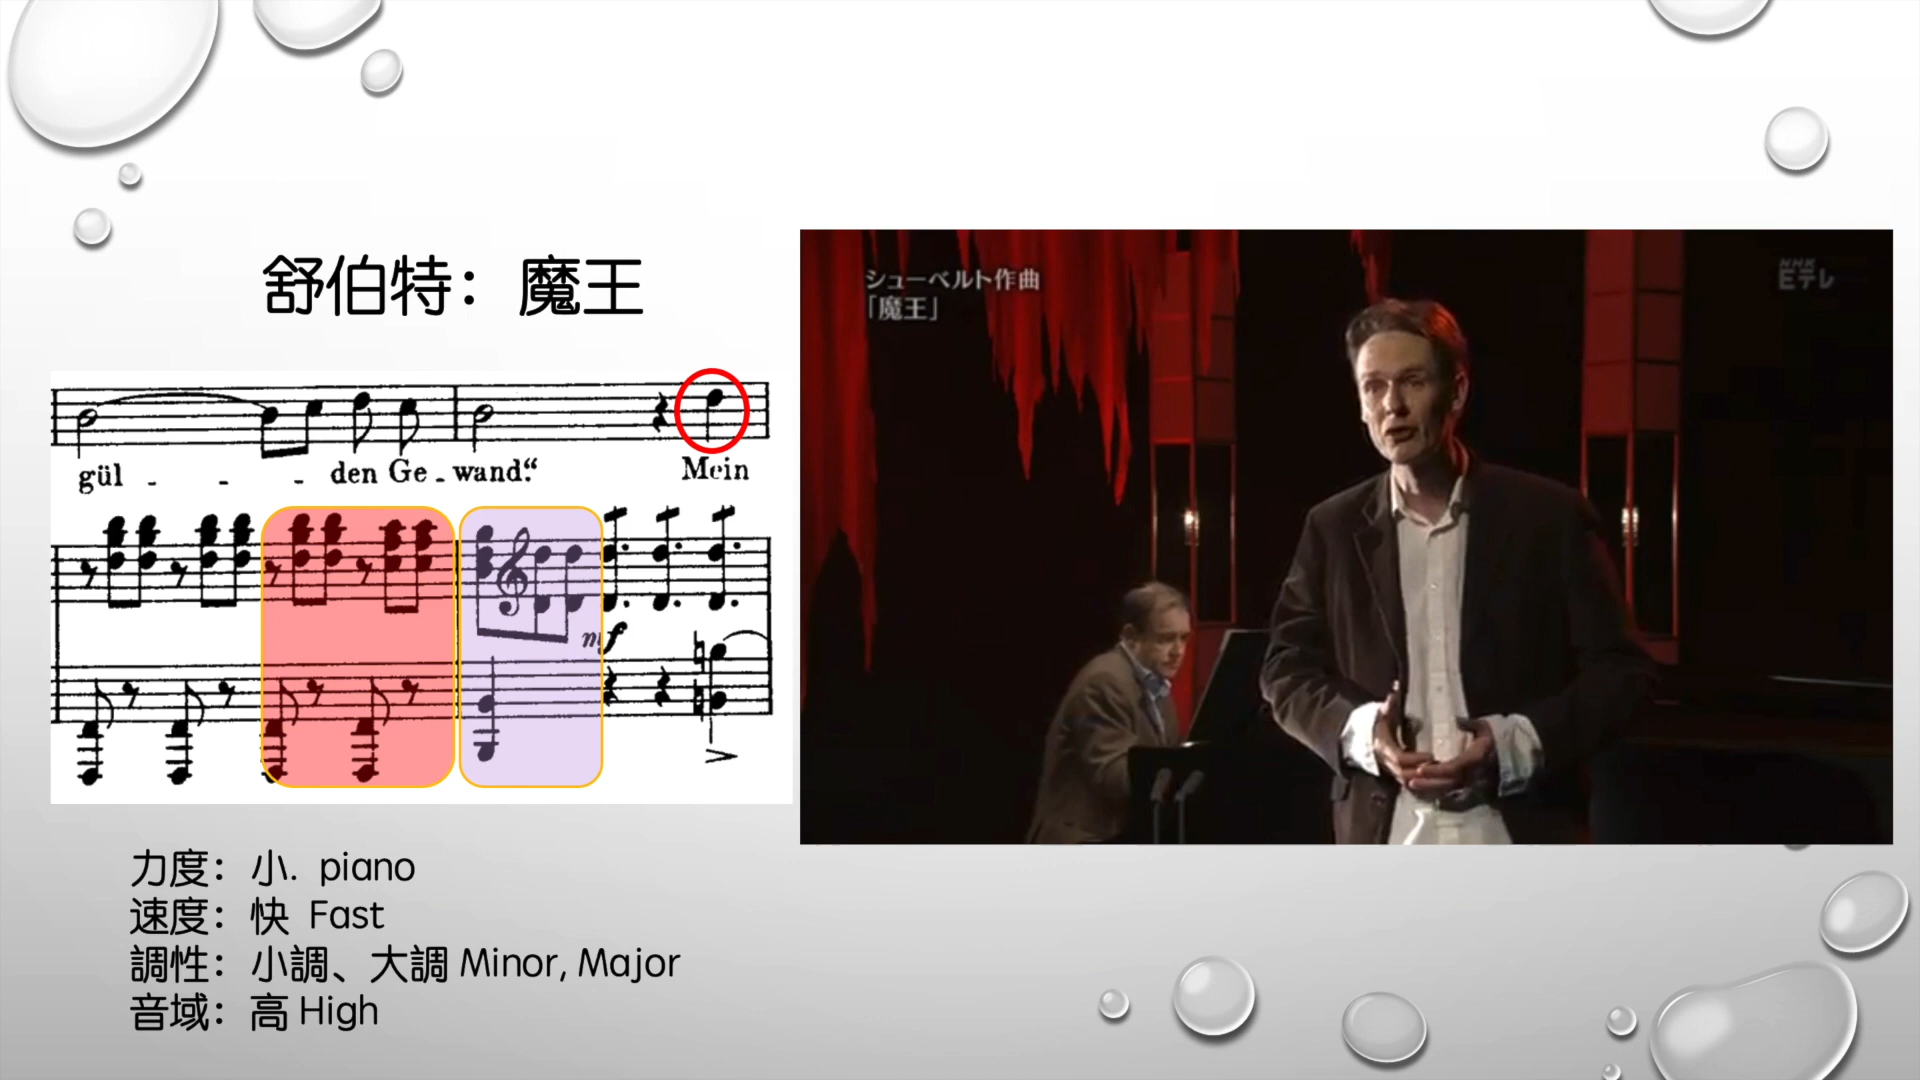 舒伯特：魔王
gül - - - den Ge - wand.“ Mein
mf
シューベルト作曲
「魔王」
NHK
Eテレ
力度：小. piano
速度：快 Fast
調性：小調、大調 Minor, Major
音域：高 High